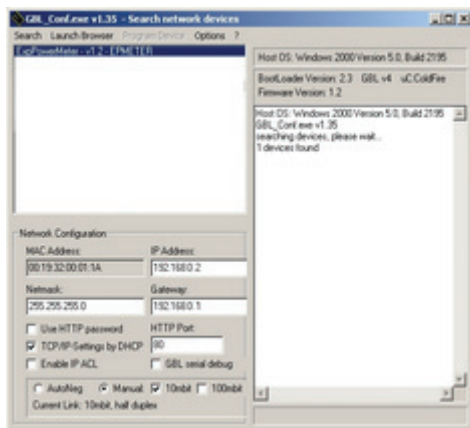 GBL_Conf.exe v1.35 - Search network devices
Search Launch Browser Program Device Options ?
ExpPowerMeter - v1.2 - EPMETER
Host OS: Windows 2000 Version 5.0, Build 2195
BootLoader Version: 2.3 GBL v4 uC:ColdFire
Firmware Version: 1.2
Host OS: Windows 2000 Version 5.0, Build 2195
GBL_Conf.exe v1.35
searching devices, please wait...
1 devices found
Network Configuration
MAC Address: IP Address:
00:19:32:00:01:1A 192.168.0.2
Netmask: Gateway:
255.255.255.0 192.168.0.1
Use HTTP password HTTP Port:
TCP/IP-Settings by DHCP 80
Enable IP ACL GBL serial debug
AutoNeg Manual: 10mbit 100mbit
Current Link: 10mbit, half duplex